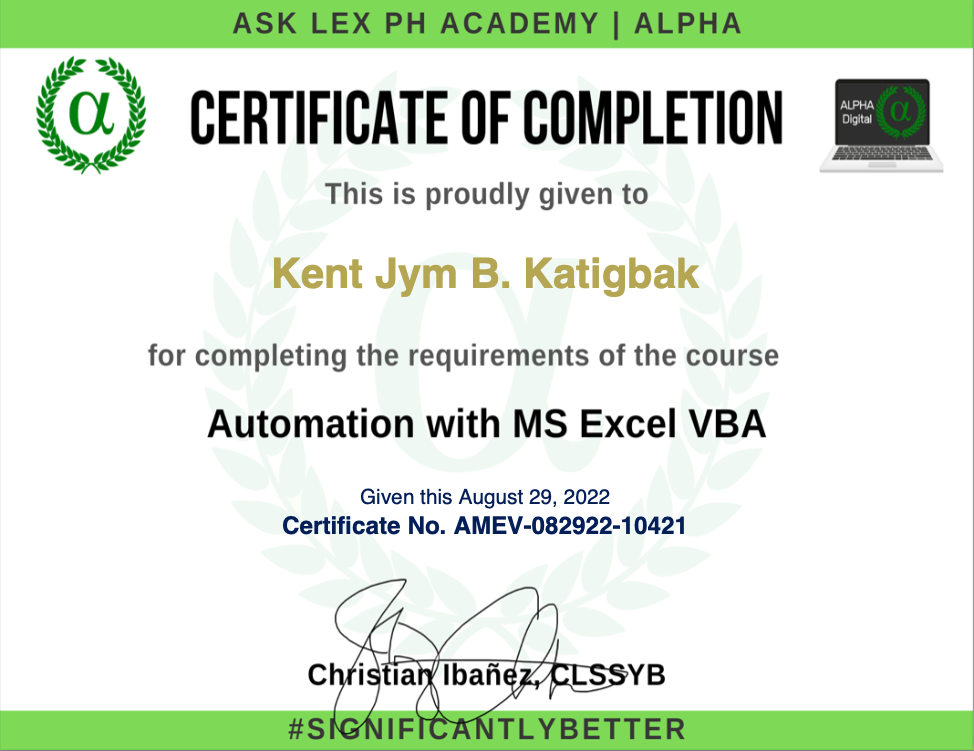 ASK LEX PH ACADEMY | ALPHA
α
CERTIFICATE OF COMPLETION
ALPHA
Digital
α
This is proudly given to
Kent Jym B. Katigbak
for completing the requirements of the course
Automation with MS Excel VBA
Given this August 29, 2022
Certificate No. AMEV-082922-10421
Christian Ibañez, CLSSYB
#SIGNIFICANTLYBETTER